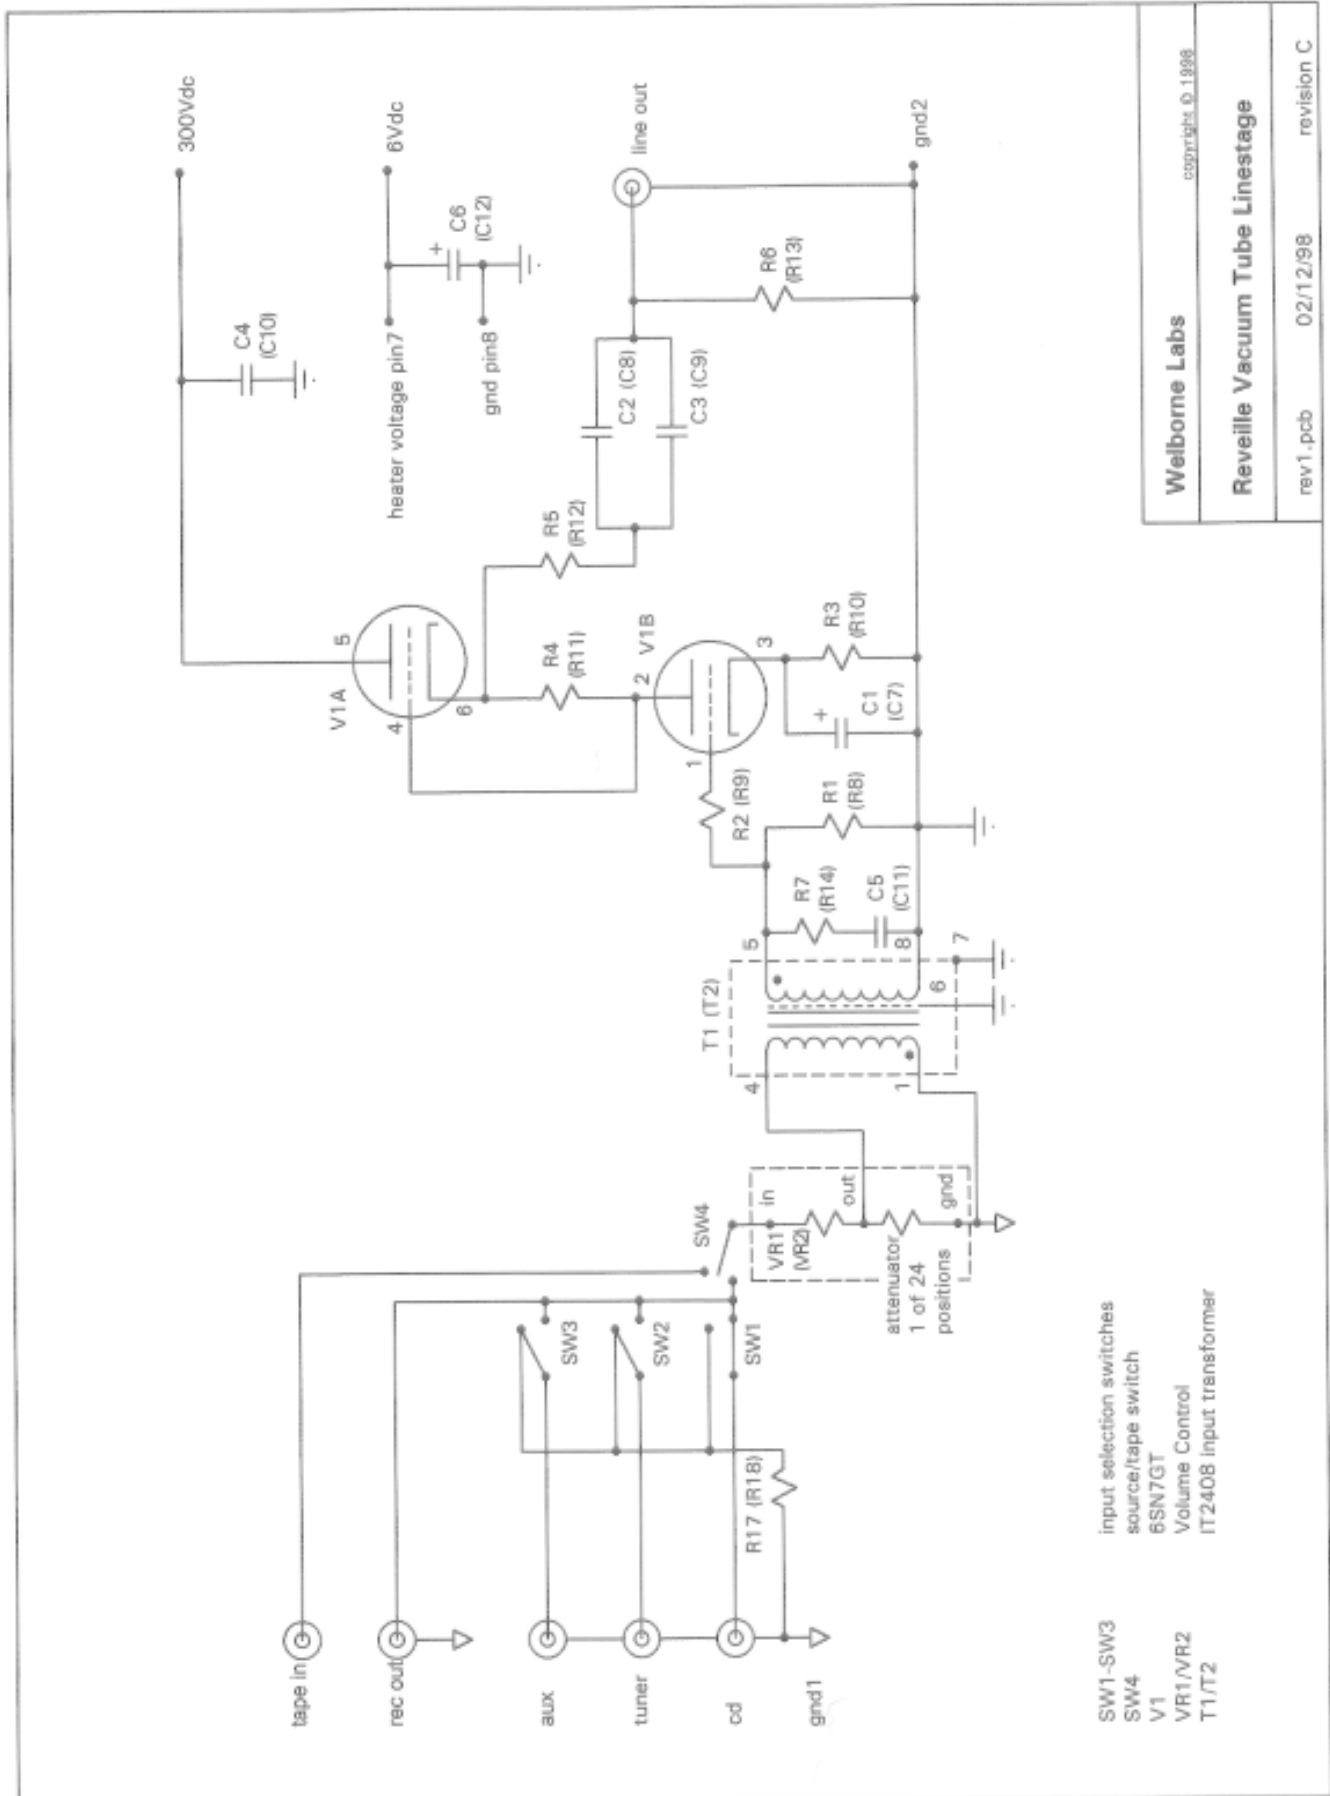 300Vdc
C4
(C10)
6Vdc
C6
+
(C12)
heater voltage pin7
gnd pin8
line out
R6
(R13)
gnd2
C2 (C8)
C3 (C9)
R5
(R12)
V1A
5
4
6
R4
(R11)
V1B
2
1
3
R3
(R10)
+
C1
(C7)
R2 (R9)
R1
(R8)
R7
(R14)
C5
(C11)
T1 (T2)
5
8
7
6
4
1
SW4
in
VR1
(VR2)
out
gnd
attenuator
1 of 24
positions
SW3
SW2
SW1
R17 (R18)
tape in
rec out
aux
tuner
cd
gnd1
SW1-SW3 input selection switches
SW4 source/tape switch
V1 6SN7GT
VR1/VR2 Volume Control
T1/T2 IT240B input transformer
Welborne Labs copyright © 1998
Reveille Vacuum Tube Linestage
rev1.pcb 02/12/98 revision C